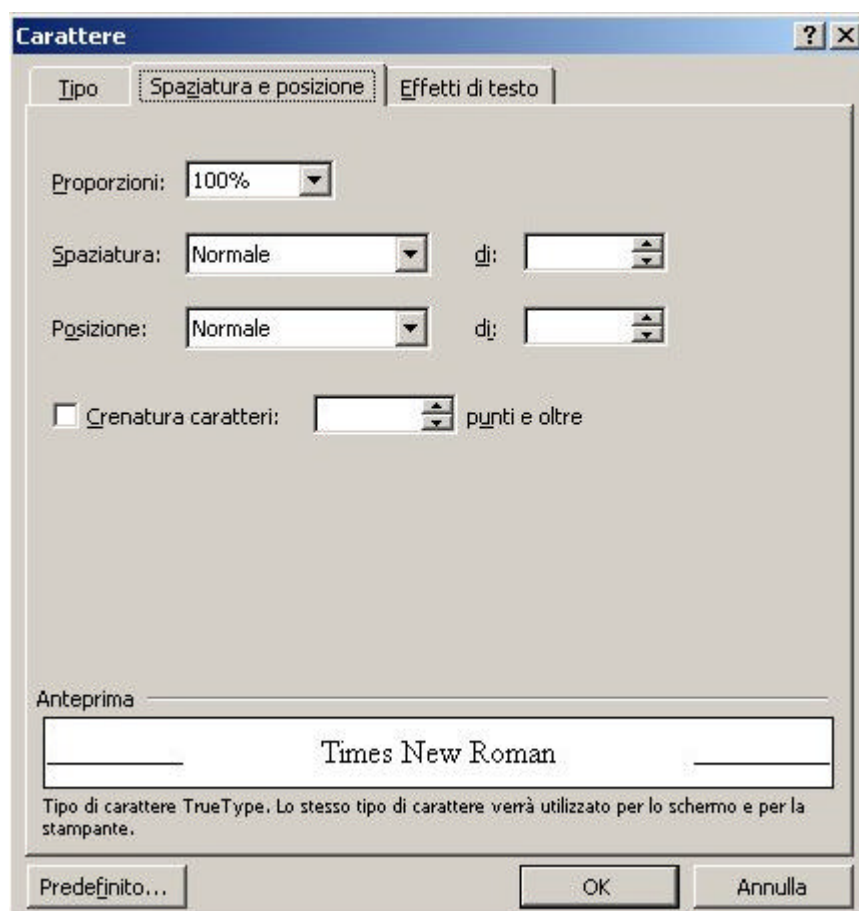 Carattere
Tipo Spaziatura e posizione Effetti di testo
Proporzioni: 100%
Spaziatura: Normale di:
Posizione: Normale di:
Crenatura caratteri: punti e oltre
Anteprima
Times New Roman
Tipo di carattere TrueType. Lo stesso tipo di carattere verrà utilizzato per lo schermo e per la
stampante.
Predefinito... OK Annulla